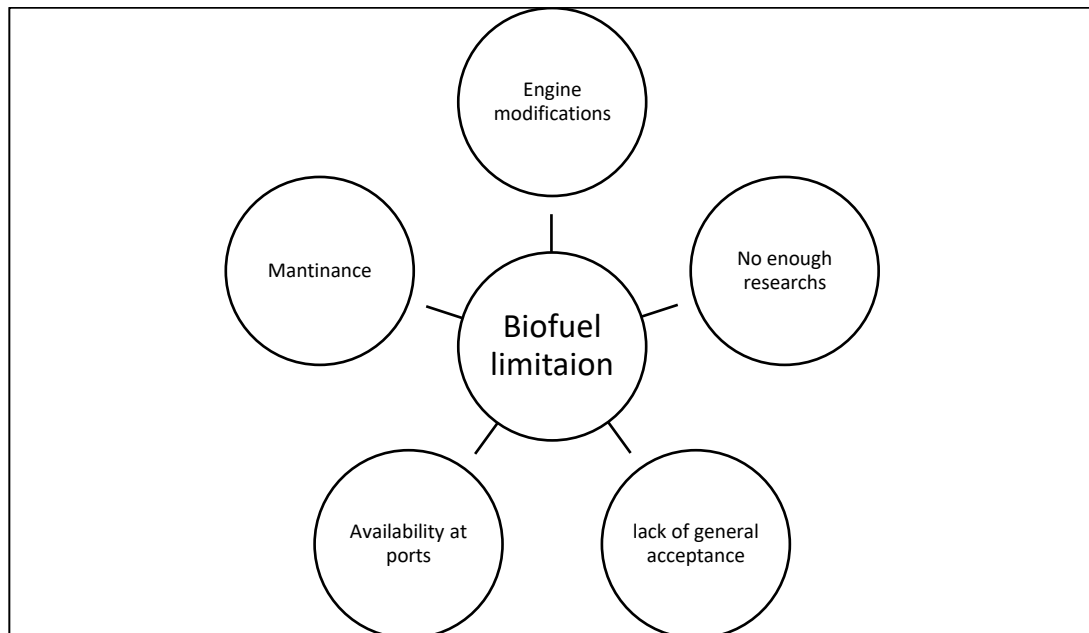 Engine
modifications
No enough
researchs
lack of general
acceptance
Availability at
ports
Mantinance
Biofuel
limitaion